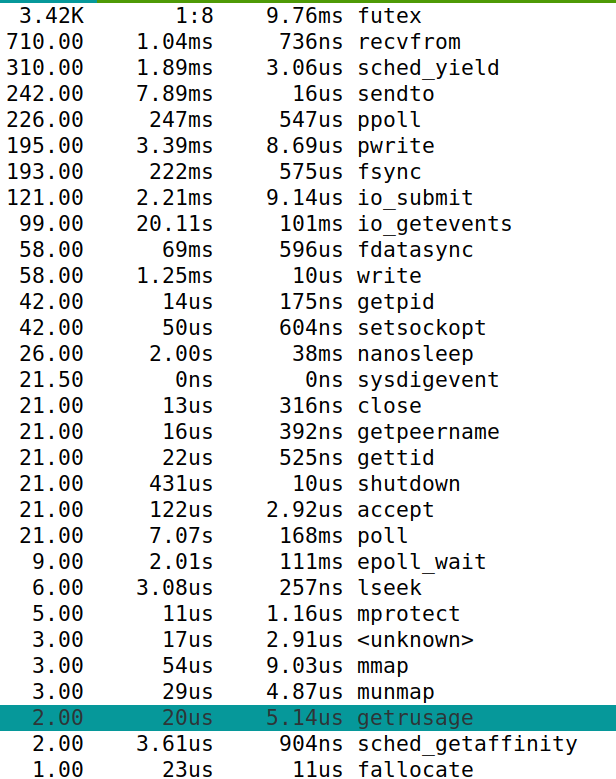 3.42K 1:8 9.76ms futex
710.00 1.04ms 736ns recvfrom
310.00 1.89ms 3.06us sched_yield
242.00 7.89ms 16us sendto
226.00 247ms 547us ppoll
195.00 3.39ms 8.69us pwrite
193.00 222ms 575us fsync
121.00 2.21ms 9.14us io_submit
99.00 20.11s 101ms io_getevents
58.00 69ms 596us fdatasync
58.00 1.25ms 10us write
42.00 14us 175ns getpid
42.00 50us 604ns setsockopt
26.00 2.00s 38ms nanosleep
21.50 0ns 0ns sysdigevent
21.00 13us 316ns close
21.00 16us 392ns getpeername
21.00 22us 525ns gettid
21.00 431us 10us shutdown
21.00 122us 2.92us accept
21.00 7.07s 168ms poll
9.00 2.01s 111ms epoll_wait
6.00 3.08us 257ns lseek
5.00 11us 1.16us mprotect
3.00 17us 2.91us <unknown>
3.00 54us 9.03us mmap
3.00 29us 4.87us munmap
2.00 20us 5.14us getrusage
2.00 3.61us 904ns sched_getaffinity
1.00 23us 11us fallocate